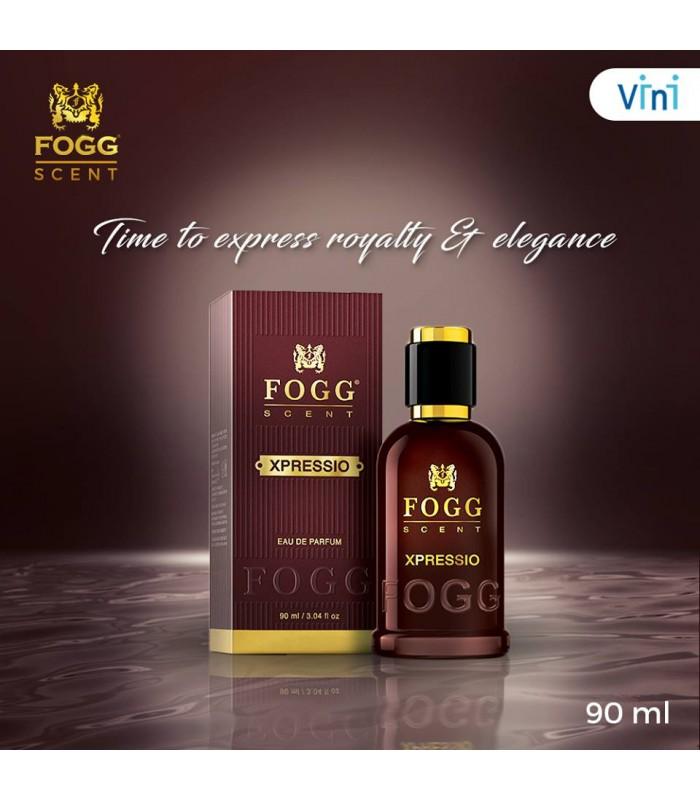 FOGG®
SCENT
Vini
Time to express royalty & elegance
FOGG®
SCENT
XPRESSIO
EAU DE PARFUM
FOGG
90 ml / 3.04 fl oz
FOGG
SCENT
XPRESSIO
FOGG
90 ml